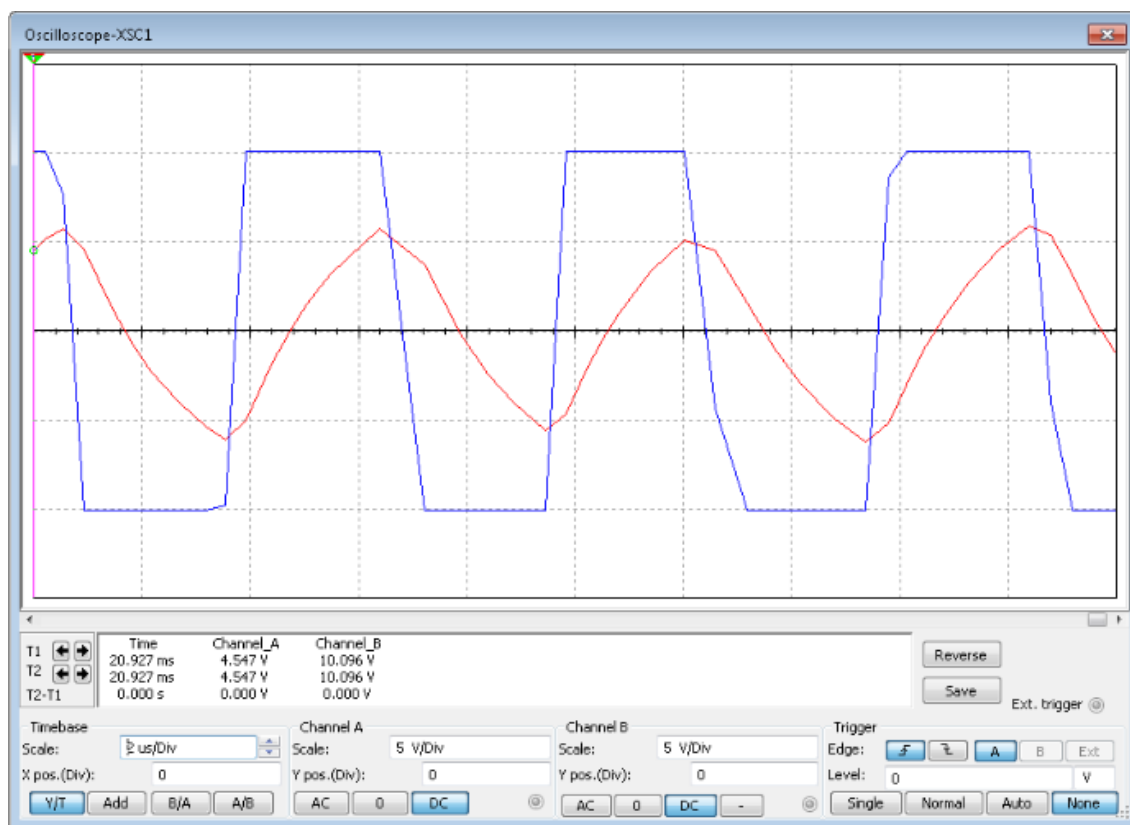 Oscilloscope-XSC1
Time Channel_A Channel_B
T1 20.927 ms 4.547 V 10.096 V
T2 20.927 ms 4.547 V 10.096 V
T2-T1 0.000 s 0.000 V 0.000 V
Reverse
Save
Ext. trigger
Timebase
Scale: us/Div
X pos.(Div): 0
Y/T Add B/A A/B
Channel A
Scale: 5 V/Div
Y pos.(Div): 0
AC 0 DC
Channel B
Scale: 5 V/Div
Y pos.(Div): 0
AC 0 DC -
Trigger
Edge: A B Ext
Level: 0 V
Single Normal Auto None